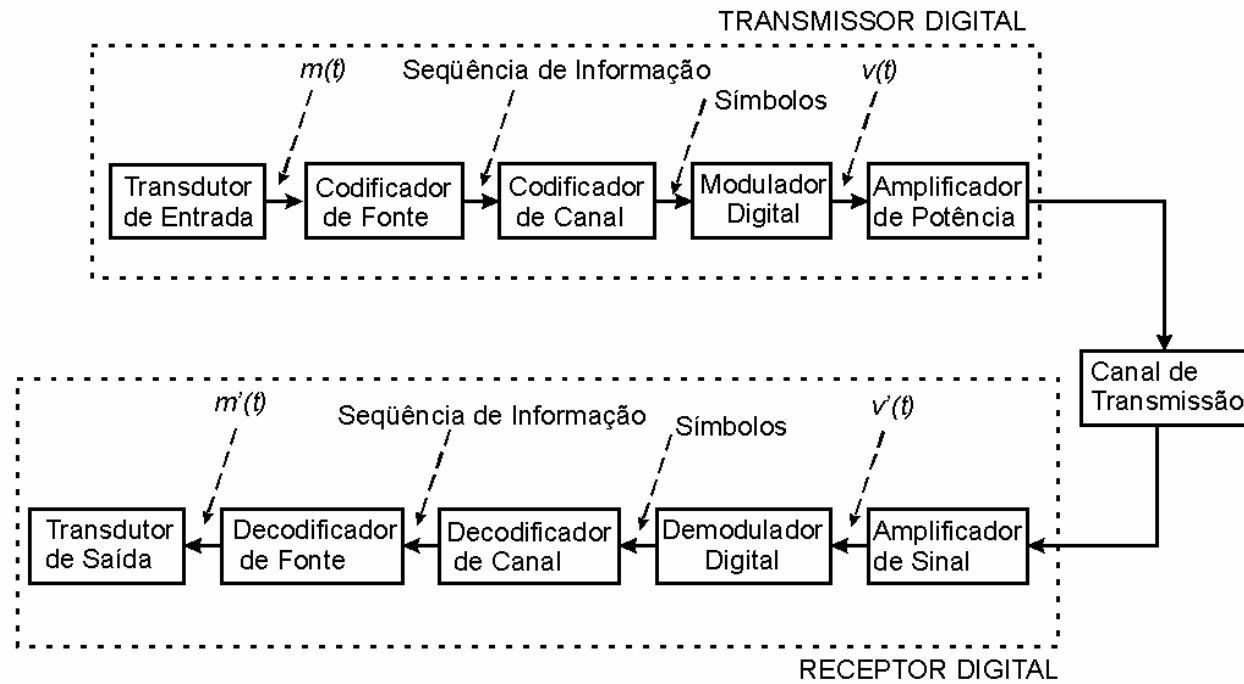 TRANSMISSOR DIGITAL
m(t)
Seqüência de Informação
Símbolos
v(t)
Transdutor
de Entrada
Codificador
de Fonte
Codificador
de Canal
Modulador
Digital
Amplificador
de Potência
Canal de
Transmissão
m’(t)
Seqüência de Informação
Símbolos
v’(t)
Transdutor
de Saída
Decodificador
de Fonte
Decodificador
de Canal
Demodulador
Digital
Amplificador
de Sinal
RECEPTOR DIGITAL